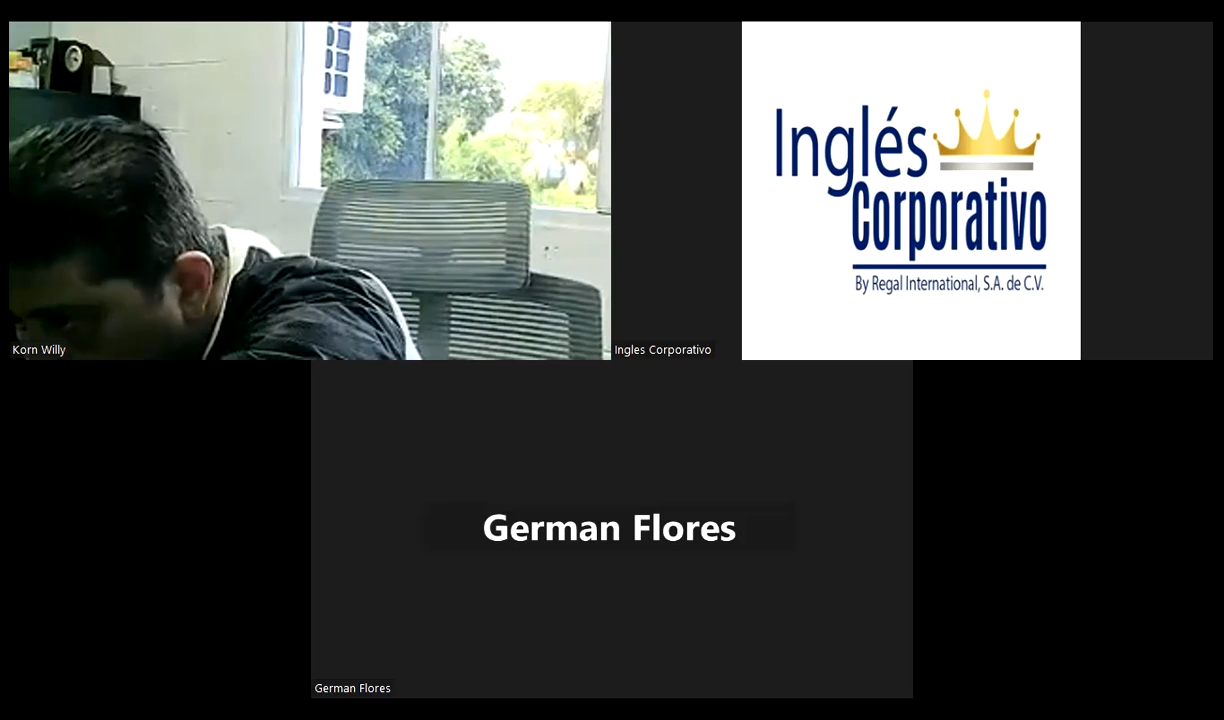 Korn Willy
Inglés
Corporativo
By Regal International, S.A. de C.V.
Ingles Corporativo
German Flores
German Flores